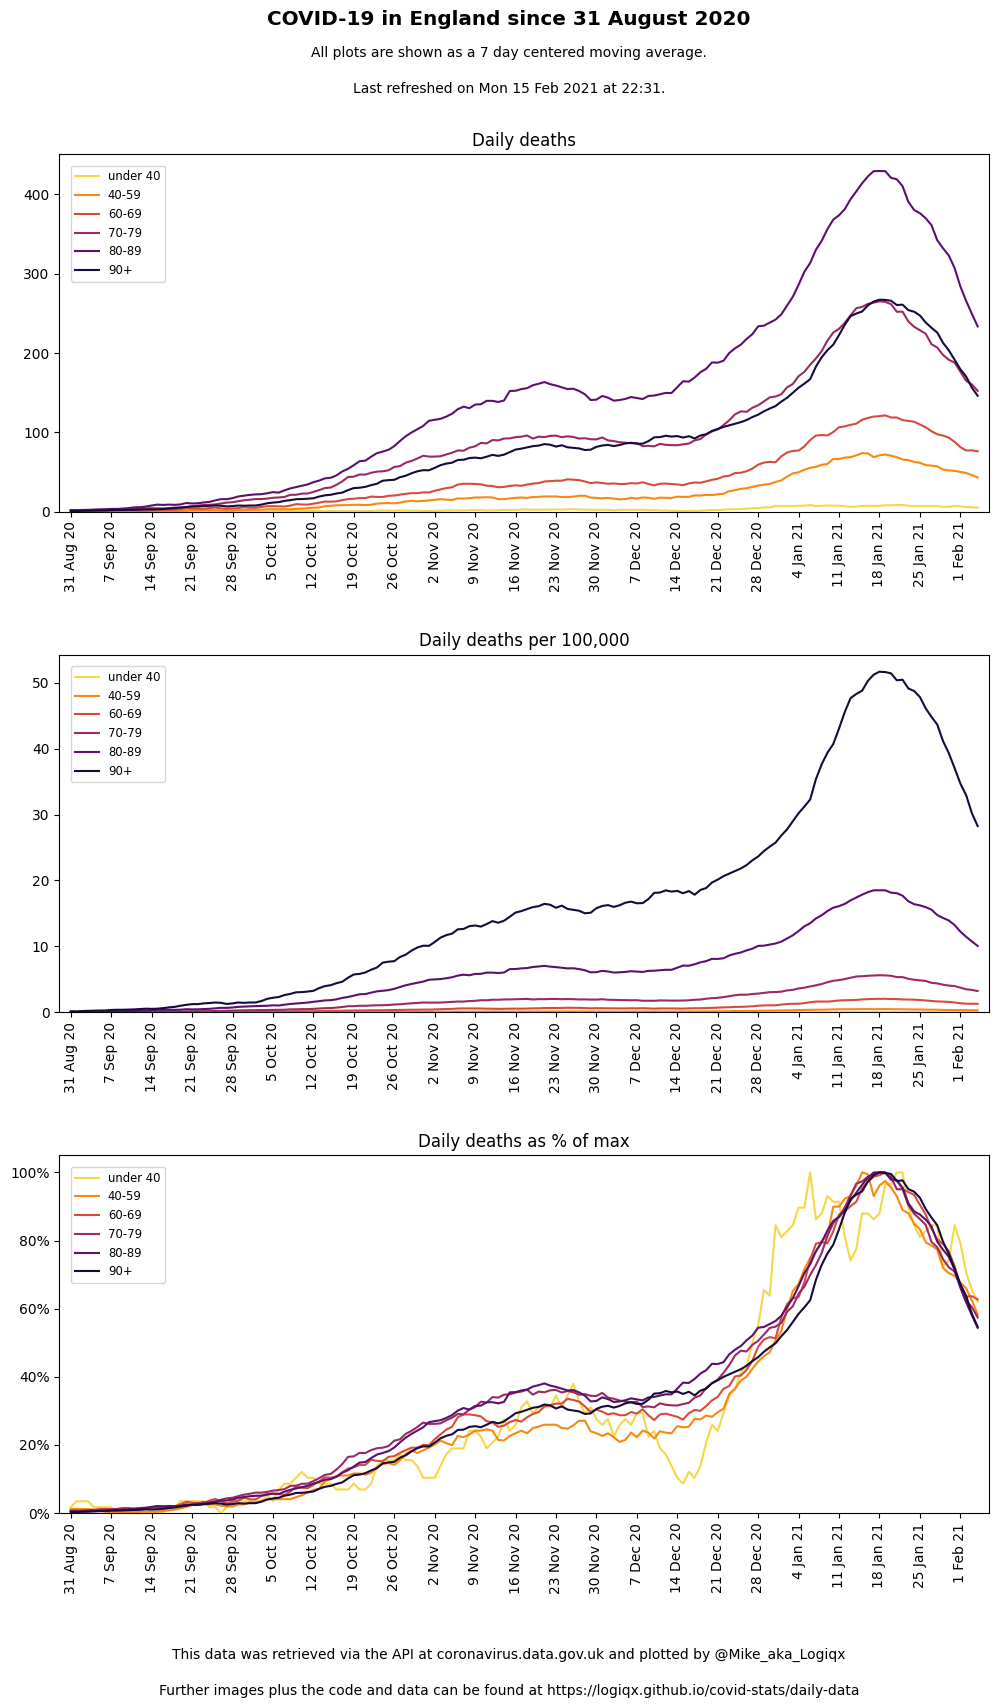 COVID-19 in England since 31 August 2020
All plots are shown as a 7 day centered moving average.
Last refreshed on Mon 15 Feb 2021 at 22:31.
Daily deaths
under 40
40-59
60-69
70-79
80-89
90+
400
300
200
100
0
31 Aug 20
7 Sep 20
14 Sep 20
21 Sep 20
28 Sep 20
5 Oct 20
12 Oct 20
19 Oct 20
26 Oct 20
2 Nov 20
9 Nov 20
16 Nov 20
23 Nov 20
30 Nov 20
7 Dec 20
14 Dec 20
21 Dec 20
28 Dec 20
4 Jan 21
11 Jan 21
18 Jan 21
25 Jan 21
1 Feb 21
Daily deaths per 100,000
under 40
40-59
60-69
70-79
80-89
90+
50
40
30
20
10
0
31 Aug 20
7 Sep 20
14 Sep 20
21 Sep 20
28 Sep 20
5 Oct 20
12 Oct 20
19 Oct 20
26 Oct 20
2 Nov 20
9 Nov 20
16 Nov 20
23 Nov 20
30 Nov 20
7 Dec 20
14 Dec 20
21 Dec 20
28 Dec 20
4 Jan 21
11 Jan 21
18 Jan 21
25 Jan 21
1 Feb 21
Daily deaths as % of max
under 40
40-59
60-69
70-79
80-89
90+
100%
80%
60%
40%
20%
0%
31 Aug 20
7 Sep 20
14 Sep 20
21 Sep 20
28 Sep 20
5 Oct 20
12 Oct 20
19 Oct 20
26 Oct 20
2 Nov 20
9 Nov 20
16 Nov 20
23 Nov 20
30 Nov 20
7 Dec 20
14 Dec 20
21 Dec 20
28 Dec 20
4 Jan 21
11 Jan 21
18 Jan 21
25 Jan 21
1 Feb 21
This data was retrieved via the API at coronavirus.data.gov.uk and plotted by @Mike_aka_Logiqx
Further images plus the code and data can be found at https://logiqx.github.io/covid-stats/daily-data